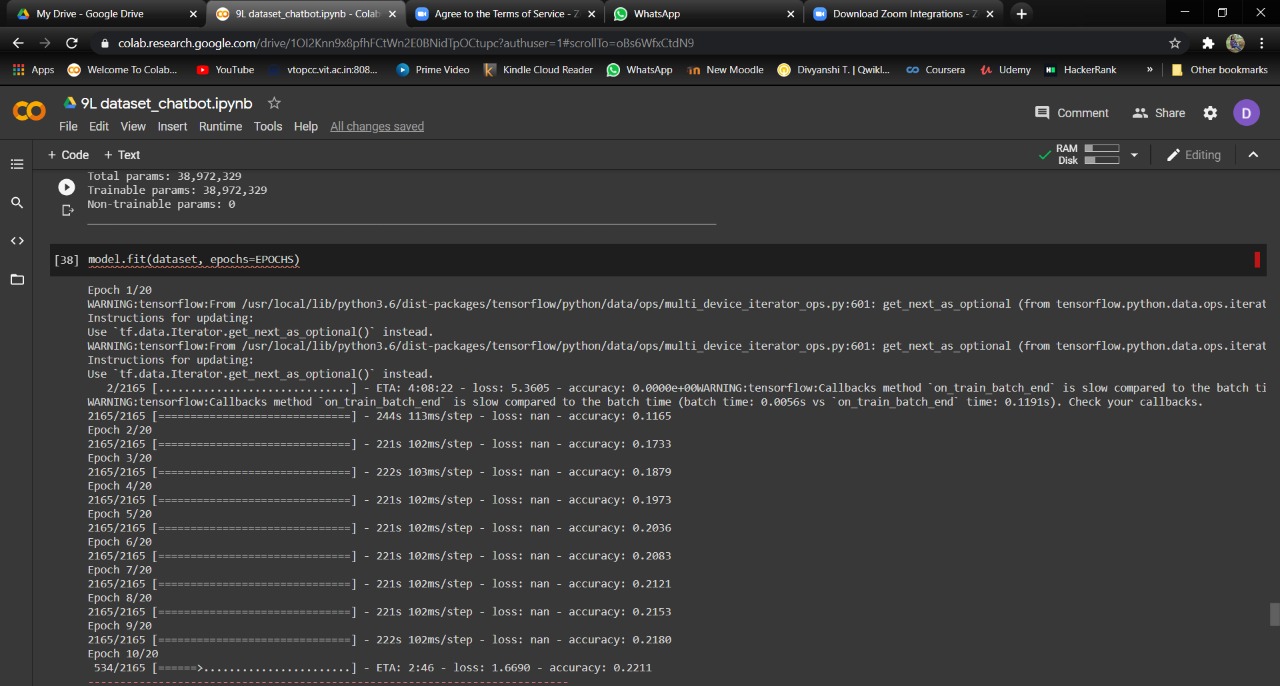 My Drive - Google Drive
9L dataset_chatbot.ipynb - Colab
Agree to the Terms of Service - Z
WhatsApp
Download Zoom Integrations - Z
colab.research.google.com/drive/1OI2Knn9x8pfhFCtWn2E0BNidTpOCtupc?authuser=1#scrollTo=oBs6WfxCtdN9
Apps Welcome To Colab... YouTube vtopcc.vit.ac.in:808... Prime Video Kindle Cloud Reader WhatsApp New Moodle Divyanshi T. | Qwikl... Coursera Udemy HackerRank » Other bookmarks
9L dataset_chatbot.ipynb
Comment Share D
File Edit View Insert Runtime Tools Help All changes saved
+ Code + Text
RAM
Disk
Editing
Total params: 38,972,329
Trainable params: 38,972,329
Non-trainable params: 0
[38] model.fit(dataset, epochs=EPOCHS)
Epoch 1/20
WARNING:tensorflow:From /usr/local/lib/python3.6/dist-packages/tensorflow/python/data/ops/multi_device_iterator_ops.py:601: get_next_as_optional (from tensorflow.python.data.ops.iterat
Instructions for updating:
Use `tf.data.Iterator.get_next_as_optional()` instead.
WARNING:tensorflow:From /usr/local/lib/python3.6/dist-packages/tensorflow/python/data/ops/multi_device_iterator_ops.py:601: get_next_as_optional (from tensorflow.python.data.ops.iterat
Instructions for updating:
Use `tf.data.Iterator.get_next_as_optional()` instead.
2/2165 [..............................] - ETA: 4:08:22 - loss: 5.3605 - accuracy: 0.0000e+00WARNING:tensorflow:Callbacks method `on_train_batch_end` is slow compared to the batch ti
WARNING:tensorflow:Callbacks method `on_train_batch_end` is slow compared to the batch time (batch time: 0.0056s vs `on_train_batch_end` time: 0.1191s). Check your callbacks.
2165/2165 [==============================] - 244s 113ms/step - loss: nan - accuracy: 0.1165
Epoch 2/20
2165/2165 [==============================] - 221s 102ms/step - loss: nan - accuracy: 0.1733
Epoch 3/20
2165/2165 [==============================] - 222s 103ms/step - loss: nan - accuracy: 0.1879
Epoch 4/20
2165/2165 [==============================] - 221s 102ms/step - loss: nan - accuracy: 0.1973
Epoch 5/20
2165/2165 [==============================] - 221s 102ms/step - loss: nan - accuracy: 0.2036
Epoch 6/20
2165/2165 [==============================] - 221s 102ms/step - loss: nan - accuracy: 0.2083
Epoch 7/20
2165/2165 [==============================] - 221s 102ms/step - loss: nan - accuracy: 0.2121
Epoch 8/20
2165/2165 [==============================] - 221s 102ms/step - loss: nan - accuracy: 0.2153
Epoch 9/20
2165/2165 [==============================] - 222s 102ms/step - loss: nan - accuracy: 0.2180
Epoch 10/20
534/2165 [======>.......................] - ETA: 2:46 - loss: 1.6690 - accuracy: 0.2211